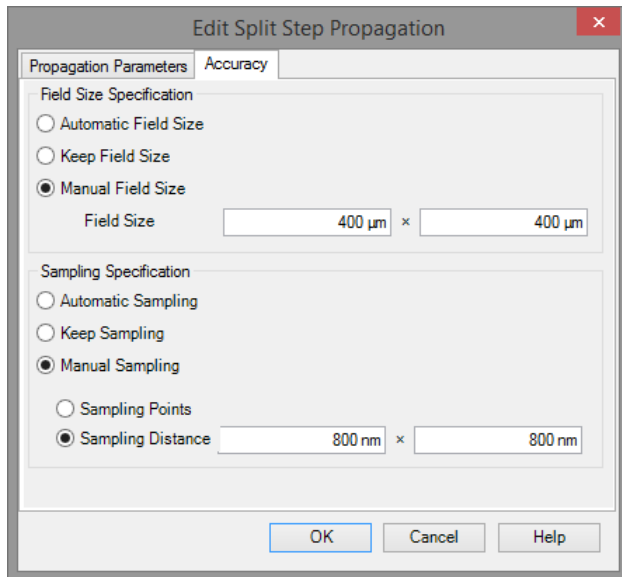 Edit Split Step Propagation
Propagation Parameters Accuracy
Field Size Specification
Automatic Field Size
Keep Field Size
Manual Field Size
Field Size 400 µm × 400 µm
Sampling Specification
Automatic Sampling
Keep Sampling
Manual Sampling
Sampling Points
Sampling Distance 800 nm × 800 nm
OK Cancel Help